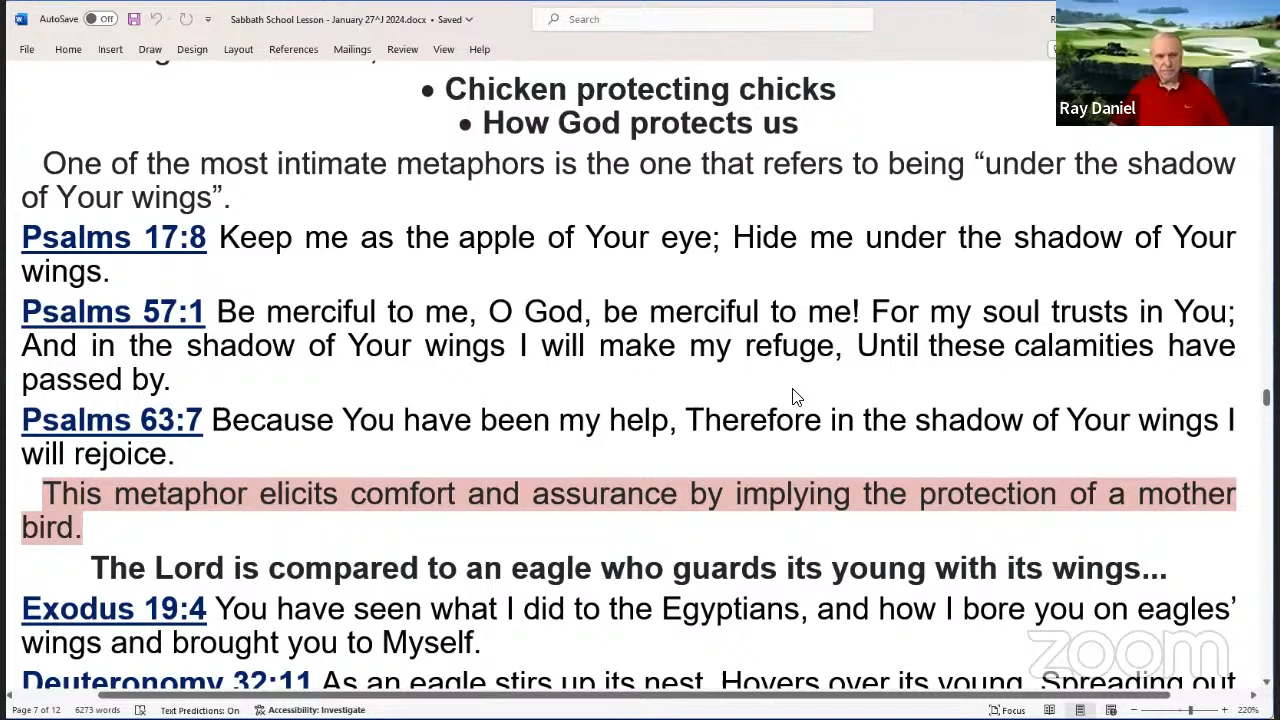 AutoSave Off Sabbath School Lesson - January 27^J 2024.docx • Saved Search
File Home Insert Draw Design Layout References Mailings Review View Help
Ray Daniel
• Chicken protecting chicks
• How God protects us
One of the most intimate metaphors is the one that refers to being “under the shadow
of Your wings”.
Psalms 17:8 Keep me as the apple of Your eye; Hide me under the shadow of Your
wings.
Psalms 57:1 Be merciful to me, O God, be merciful to me! For my soul trusts in You;
And in the shadow of Your wings I will make my refuge, Until these calamities have
passed by.
Psalms 63:7 Because You have been my help, Therefore in the shadow of Your wings I
will rejoice.
This metaphor elicits comfort and assurance by implying the protection of a mother
bird.
The Lord is compared to an eagle who guards its young with its wings...
Exodus 19:4 You have seen what I did to the Egyptians, and how I bore you on eagles’
wings and brought you to Myself.
zoom
Deuteronomy 32:11 As an eagle stirs up its nest, Hovers over its young, Spreading out
Page 7 of 12 6273 words Text Predictions: On Accessibility: Investigate Focus 220%